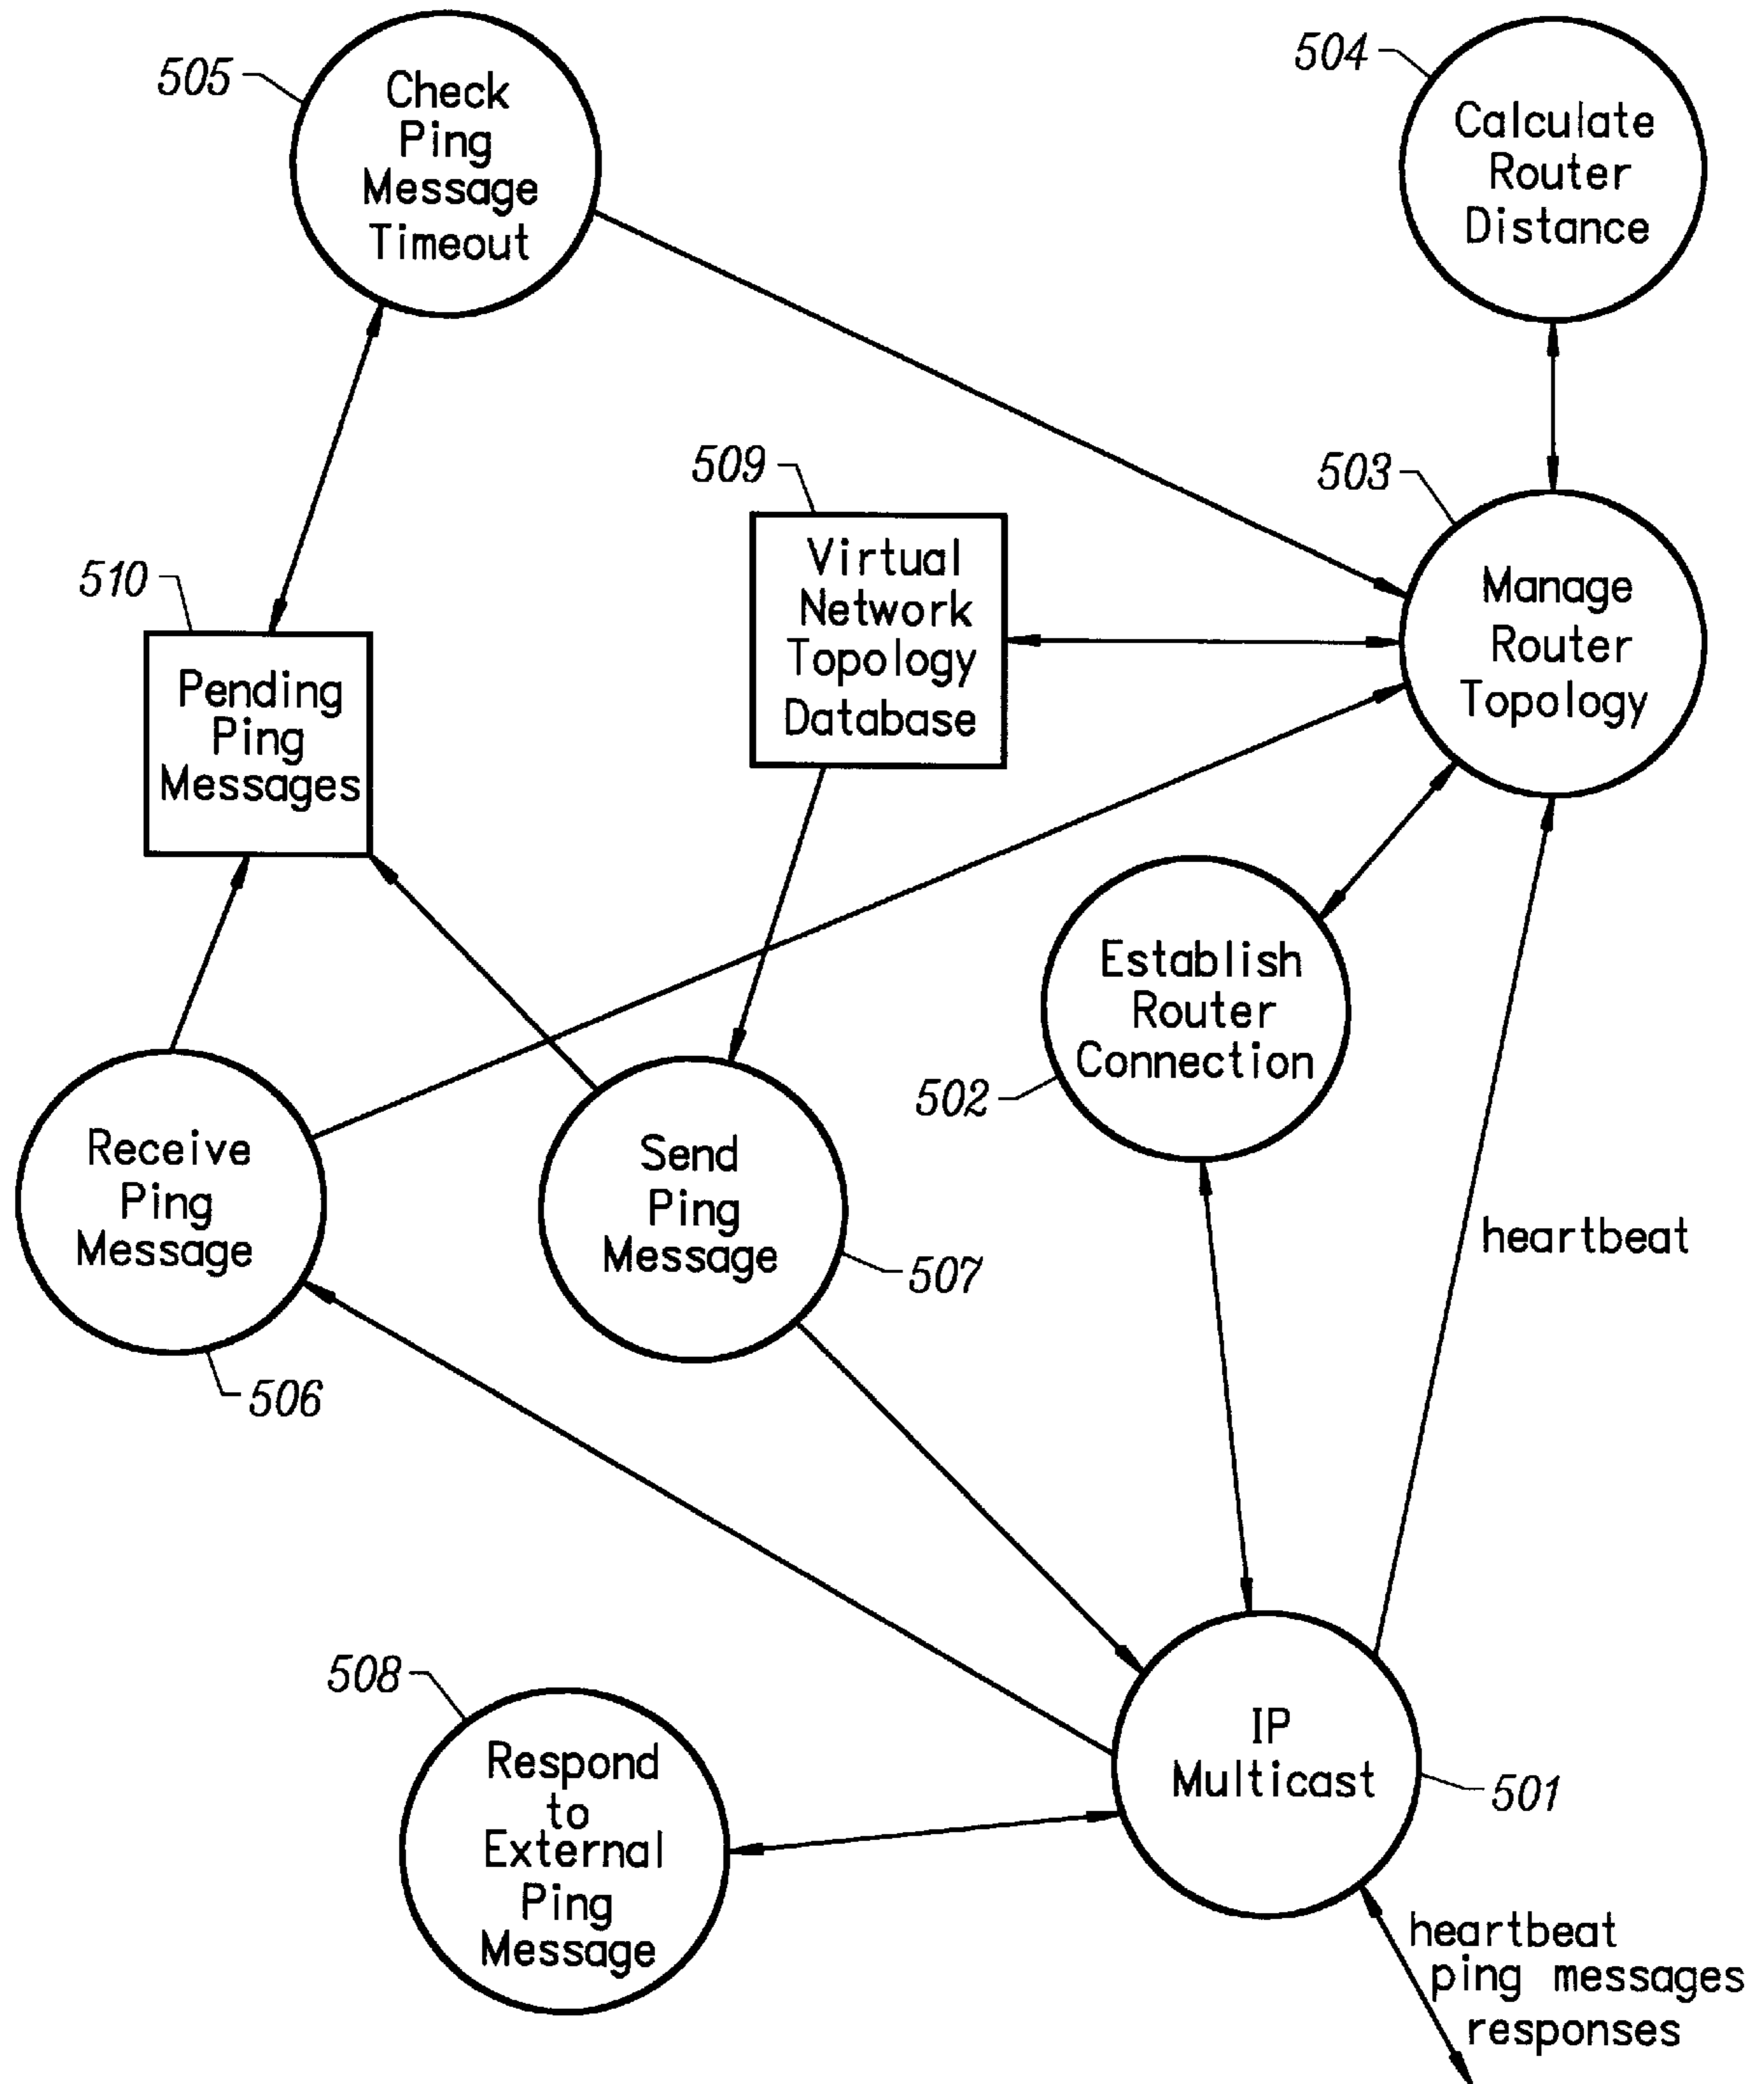 505
Check
Ping
Message
Timeout
504
Calculate
Router
Distance
509
Virtual
Network
Topology
Database
503
Manage
Router
Topology
510
Pending
Ping
Messages
Establish
Router
Connection
502
Receive
Ping
Message
506
Send
Ping
Message
507
heartbeat
508
Respond
to
External
Ping
Message
IP
Multicast
501
heartbeat
ping messages
responses